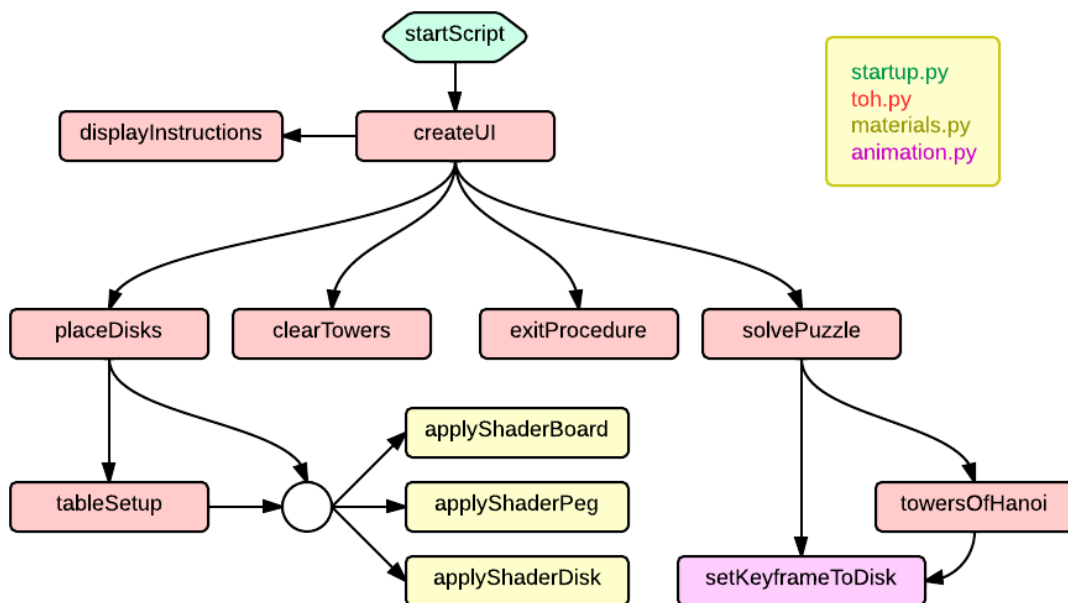 startScript
startup.py
toh.py
materials.py
animation.py
displayInstructions
createUI
placeDisks
clearTowers
exitProcedure
solvePuzzle
applyShaderBoard
tableSetup
applyShaderPeg
towersOfHanoi
applyShaderDisk
setKeyframeToDisk